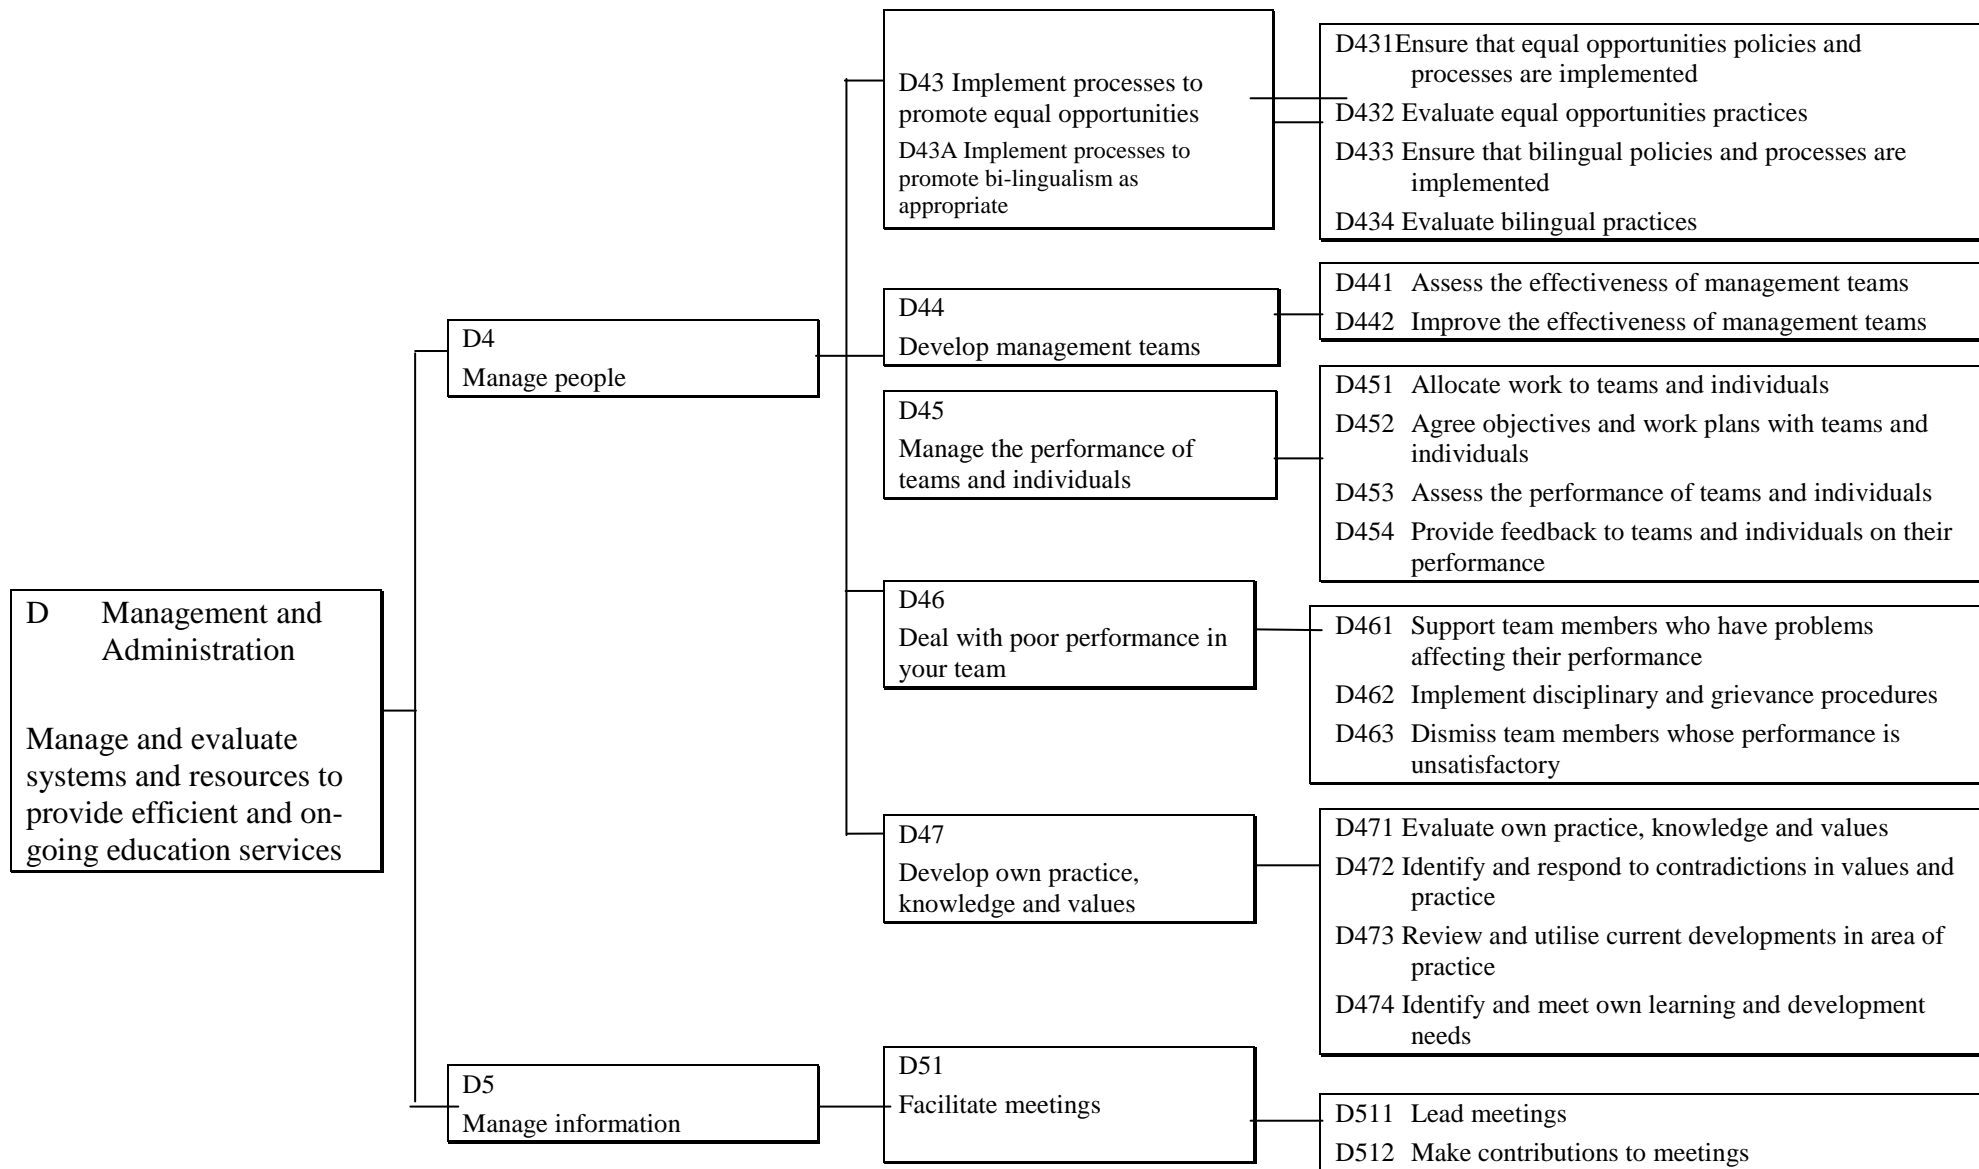 D Management and
Administration
Manage and evaluate
systems and resources to
provide efficient and on-
going education services
D4
Manage people
D43 Implement processes to
promote equal opportunities
D43A Implement processes to
promote bi-lingualism as
appropriate
D431Ensure that equal opportunities policies and
processes are implemented
D432 Evaluate equal opportunities practices
D433 Ensure that bilingual policies and processes are
implemented
D434 Evaluate bilingual practices
D44
Develop management teams
D441 Assess the effectiveness of management teams
D442 Improve the effectiveness of management teams
D45
Manage the performance of
teams and individuals
D451 Allocate work to teams and individuals
D452 Agree objectives and work plans with teams and
individuals
D453 Assess the performance of teams and individuals
D454 Provide feedback to teams and individuals on their
performance
D46
Deal with poor performance in
your team
D461 Support team members who have problems
affecting their performance
D462 Implement disciplinary and grievance procedures
D463 Dismiss team members whose performance is
unsatisfactory
D47
Develop own practice,
knowledge and values
D471 Evaluate own practice, knowledge and values
D472 Identify and respond to contradictions in values and
practice
D473 Review and utilise current developments in area of
practice
D474 Identify and meet own learning and development
needs
D5
Manage information
D51
Facilitate meetings
D511 Lead meetings
D512 Make contributions to meetings